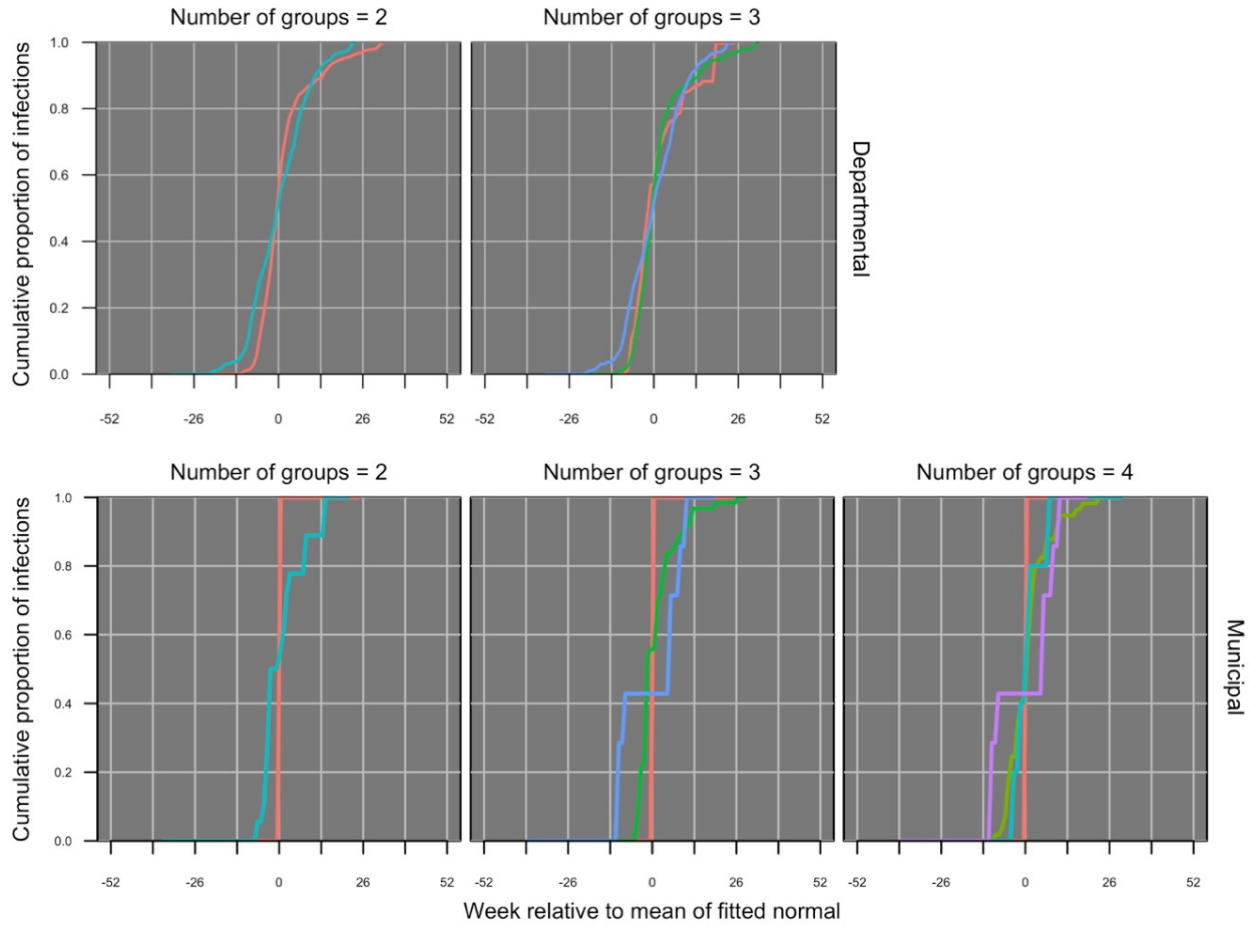 Number of groups = 2
Number of groups = 3
Cumulative proportion of infections
1.0
0.8
0.6
0.4
0.2
0.0
-52 -26 0 26 52
-52 -26 0 26 52
Departmental
Number of groups = 2
Number of groups = 3
Number of groups = 4
Cumulative proportion of infections
1.0
0.8
0.6
0.4
0.2
0.0
-52 -26 0 26 52
-52 -26 0 26 52
-52 -26 0 26 52
Municipal
Week relative to mean of fitted normal